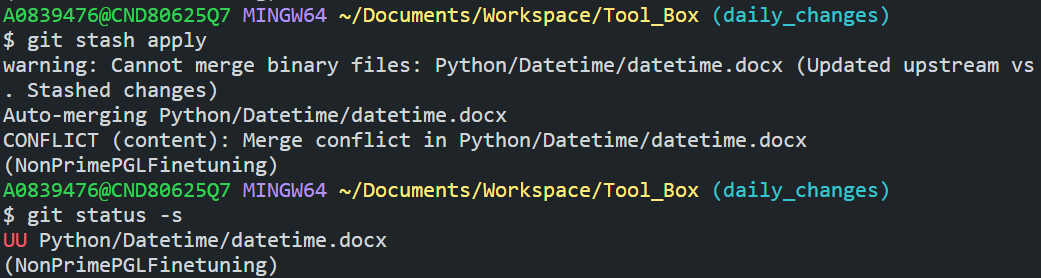 A0839476@CND80625Q7 MINGW64 ~/Documents/Workspace/Tool_Box (daily_changes)
$ git stash apply
warning: Cannot merge binary files: Python/Datetime/datetime.docx (Updated upstream vs
. Stashed changes)
Auto-merging Python/Datetime/datetime.docx
CONFLICT (content): Merge conflict in Python/Datetime/datetime.docx
(NonPrimePGLFinetuning)
A0839476@CND80625Q7 MINGW64 ~/Documents/Workspace/Tool_Box (daily_changes)
$ git status -s
UU Python/Datetime/datetime.docx
(NonPrimePGLFinetuning)